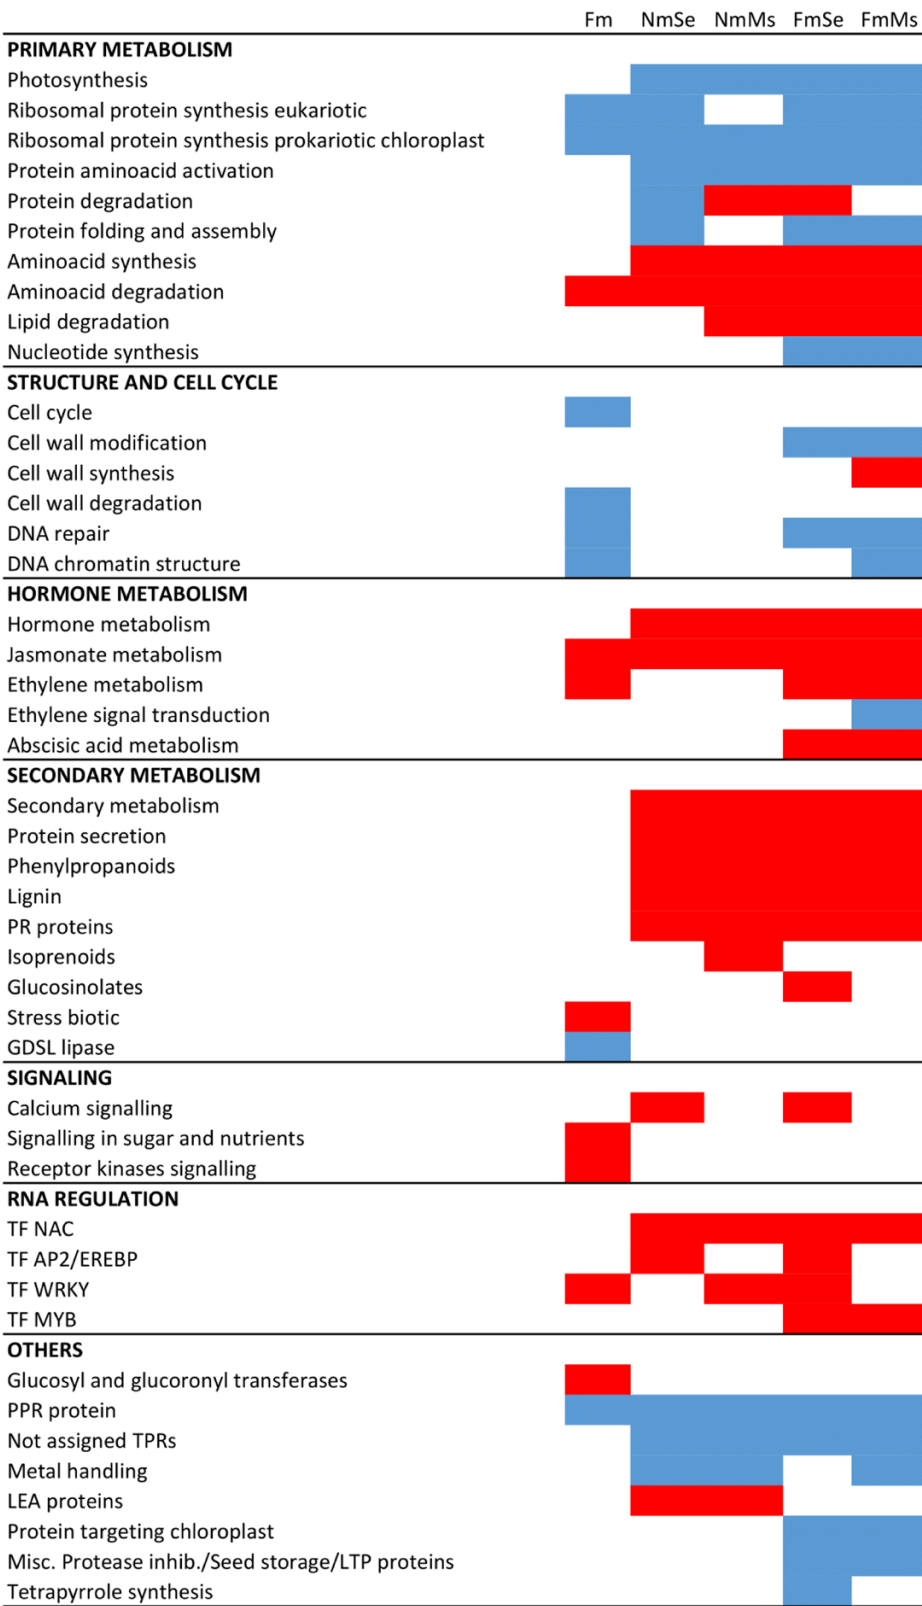 Fm NmSe NmMs FmSe FmMs
PRIMARY METABOLISM
Photosynthesis
Ribosomal protein synthesis eukariotic
Ribosomal protein synthesis prokariotic chloroplast
Protein aminoacid activation
Protein degradation
Protein folding and assembly
Aminoacid synthesis
Aminoacid degradation
Lipid degradation
Nucleotide synthesis
STRUCTURE AND CELL CYCLE
Cell cycle
Cell wall modification
Cell wall synthesis
Cell wall degradation
DNA repair
DNA chromatin structure
HORMONE METABOLISM
Hormone metabolism
Jasmonate metabolism
Ethylene metabolism
Ethylene signal transduction
Abscisic acid metabolism
SECONDARY METABOLISM
Secondary metabolism
Protein secretion
Phenylpropanoids
Lignin
PR proteins
Isoprenoids
Glucosinolates
Stress biotic
GDSL lipase
SIGNALING
Calcium signalling
Signalling in sugar and nutrients
Receptor kinases signalling
RNA REGULATION
TF NAC
TF AP2/EREBP
TF WRKY
TF MYB
OTHERS
Glucosyl and glucoronyl transferases
PPR protein
Not assigned TPRs
Metal handling
LEA proteins
Protein targeting chloroplast
Misc. Protease inhib./Seed storage/LTP proteins
Tetrapyrrole synthesis